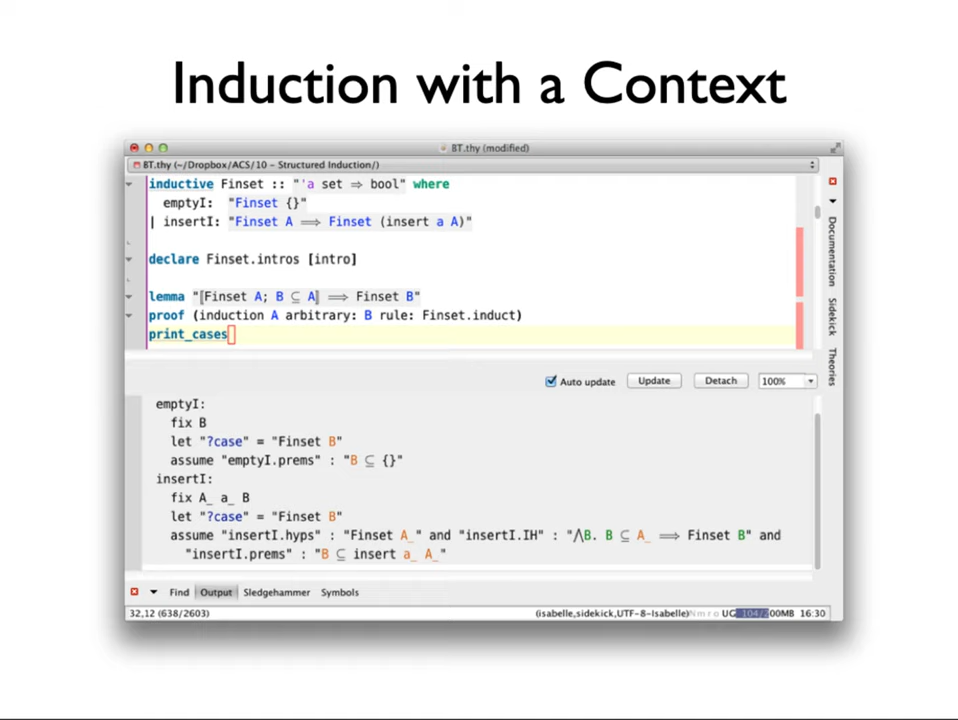 Induction with a Context
BT.thy (modified)
BT.thy (~/Dropbox/ACS/10 – Structured Induction/)
inductive Finset :: "'a set ⇒ bool" where
emptyI: "Finset {}"
| insertI: "Finset A ⟹ Finset (insert a A)"
declare Finset.intros [intro]
lemma "⟦Finset A; B ⊆ A⟧ ⟹ Finset B"
proof (induction A arbitrary: B rule: Finset.induct)
print_cases
Documentation
Sidekick
Theories
Auto update Update Detach 100%
emptyI:
fix B
let "?case" = "Finset B"
assume "emptyI.prems" : "B ⊆ {}"
insertI:
fix A_ a_ B
let "?case" = "Finset B"
assume "insertI.hyps" : "Finset A_" and "insertI.IH" : "⋀B. B ⊆ A_ ⟹ Finset B" and
"insertI.prems" : "B ⊆ insert a_ A_"
Find Output Sledgehammer Symbols
32,12 (638/2603) (isabelle,sidekick,UTF-8-Isabelle)Nmro UG 16:30